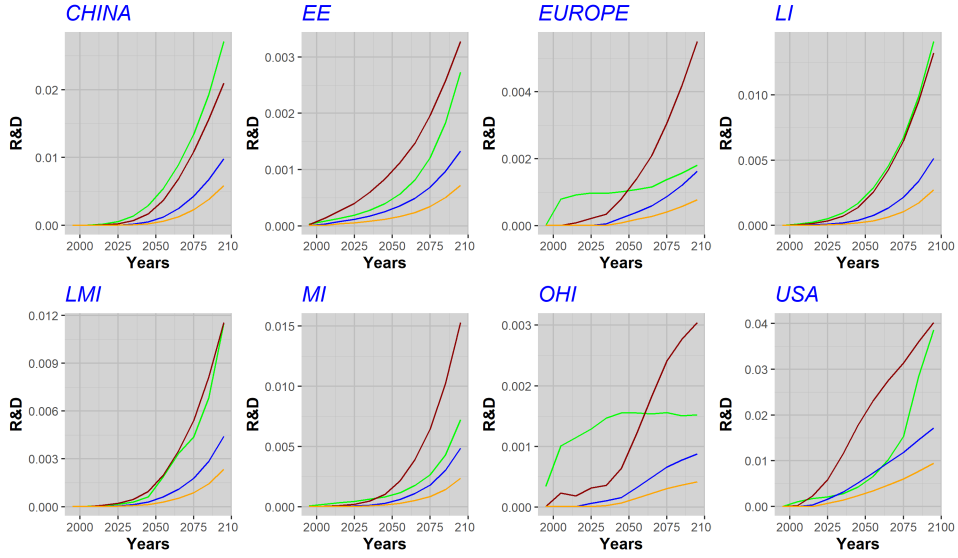 CHINA
EE
EUROPE
LI
R&D
0.02
0.01
0.00
2000 2025 2050 2075 210
Years
R&D
0.003
0.002
0.001
0.000
2000 2025 2050 2075 210
Years
R&D
0.004
0.002
0.000
2000 2025 2050 2075 210
Years
R&D
0.010
0.005
0.000
2000 2025 2050 2075 2100
Years
LMI
MI
OHI
USA
R&D
0.012
0.009
0.006
0.003
0.000
2000 2025 2050 2075 210
Years
R&D
0.015
0.010
0.005
0.000
2000 2025 2050 2075 210
Years
R&D
0.003
0.002
0.001
0.000
2000 2025 2050 2075 210
Years
R&D
0.04
0.03
0.02
0.01
0.00
2000 2025 2050 2075 2100
Years